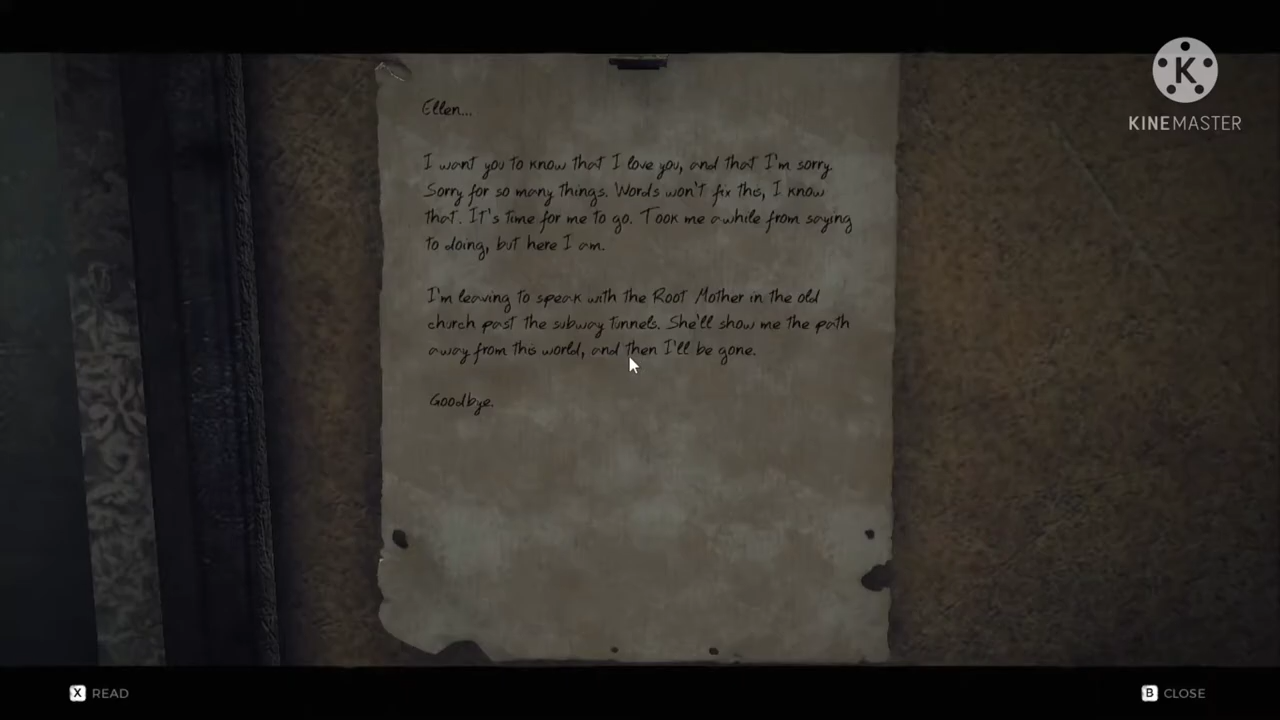 K
KINEMASTER
Ellen...
I want you to know that I love you, and that I'm sorry.
Sorry for so many things. Words won't fix this, I know
that. It's time for me to go. Took me awhile from saying
to doing, but here I am.
I'm leaving to speak with the Root Mother in the old
church past the subway tunnels. She'll show me the path
away from this world, and then I'll be gone.
Goodbye.
X READ
B CLOSE